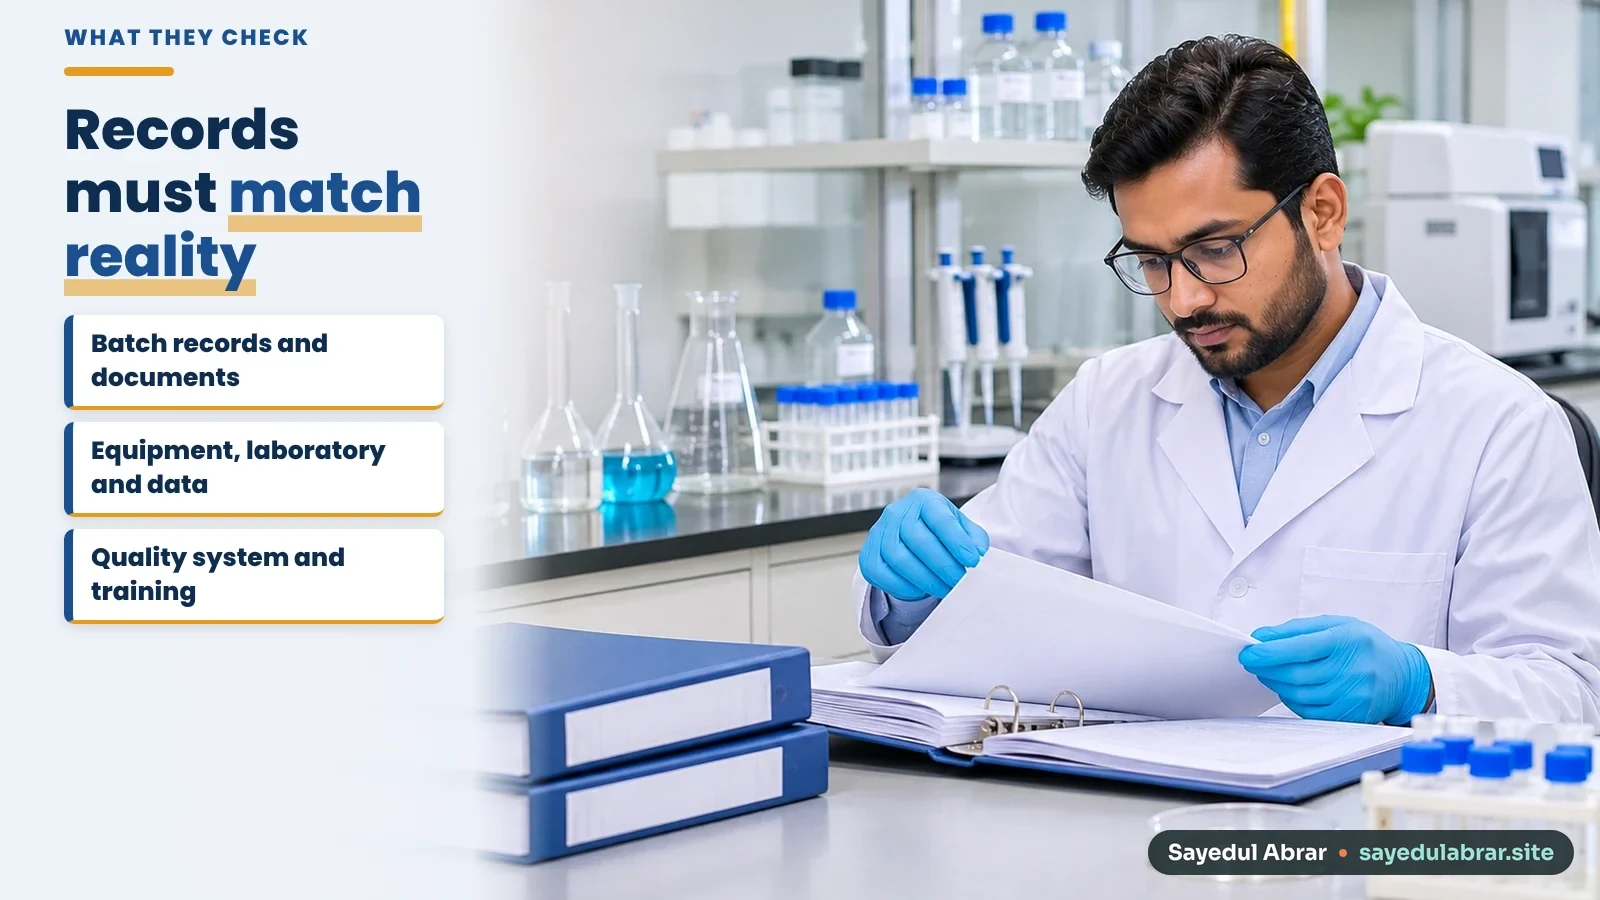 WHAT THEY CHECK
Records
must match
reality
Batch records and
documents
Equipment, laboratory
and data
Quality system and
training
Sayedul Abrar • sayedulabrar.site